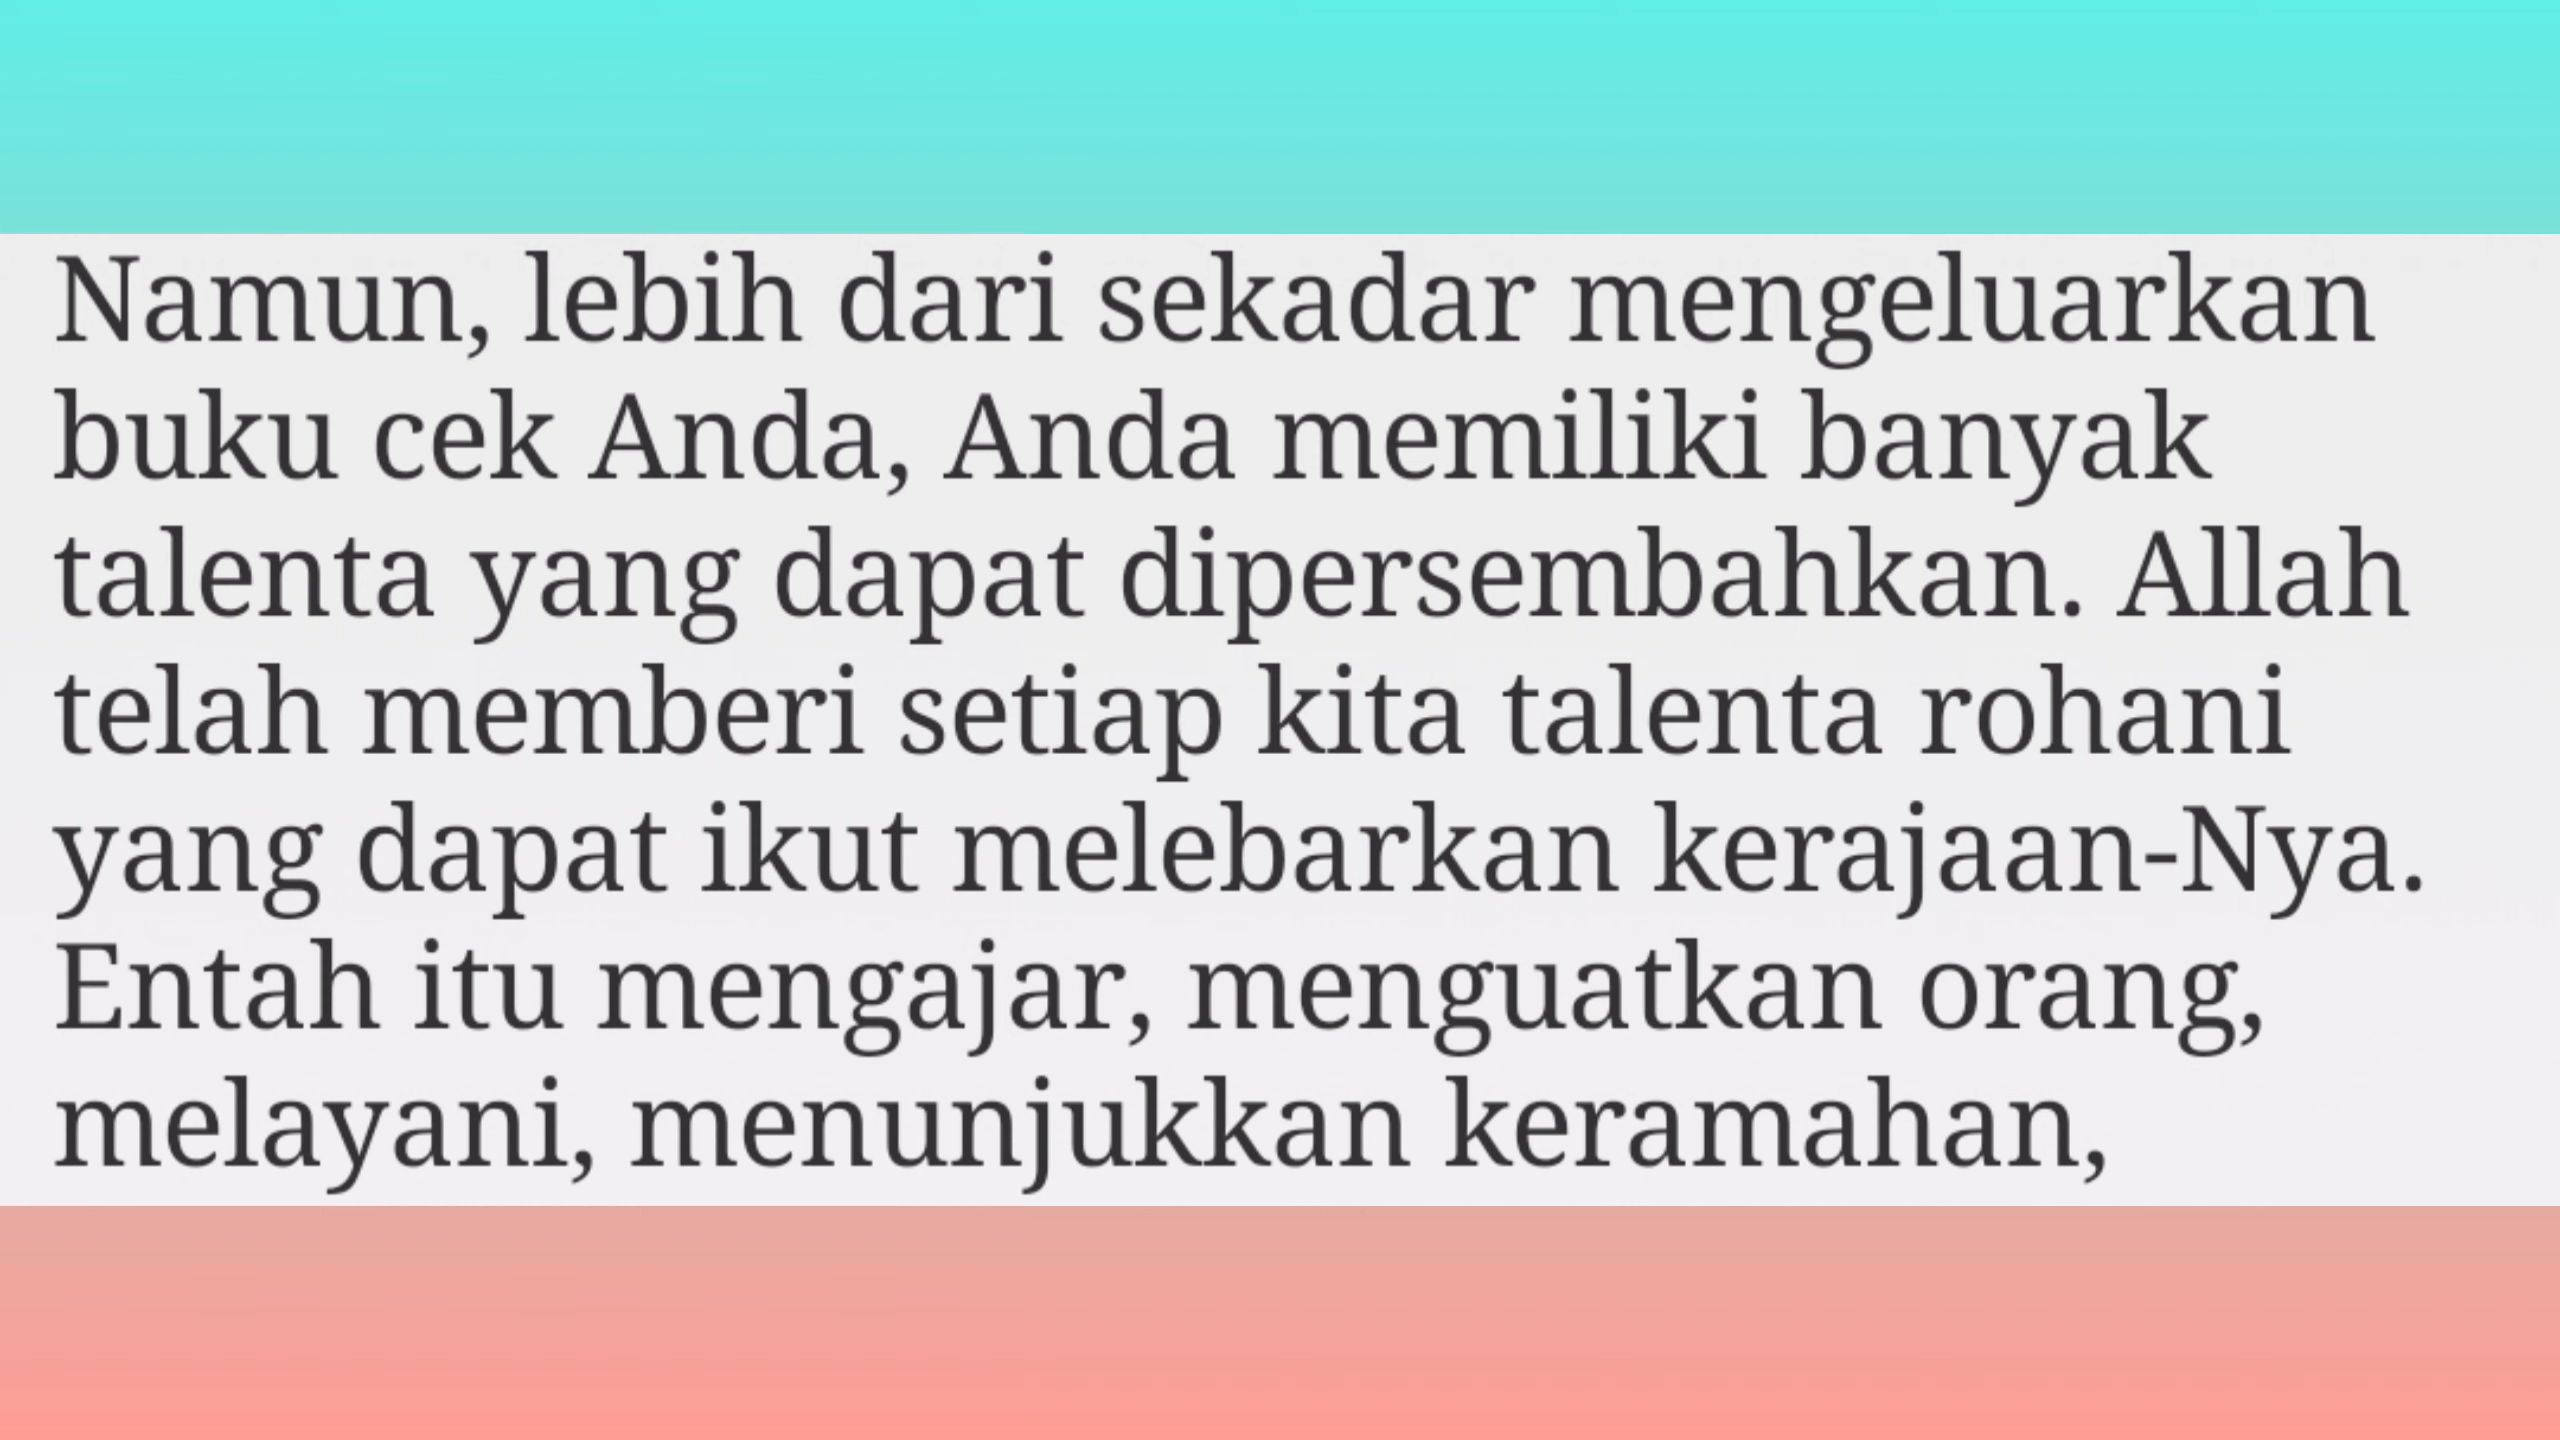 Namun, lebih dari sekadar mengeluarkan
buku cek Anda, Anda memiliki banyak
talenta yang dapat dipersembahkan. Allah
telah memberi setiap kita talenta rohani
yang dapat ikut melebarkan kerajaan-Nya.
Entah itu mengajar, menguatkan orang,
melayani, menunjukkan keramahan,